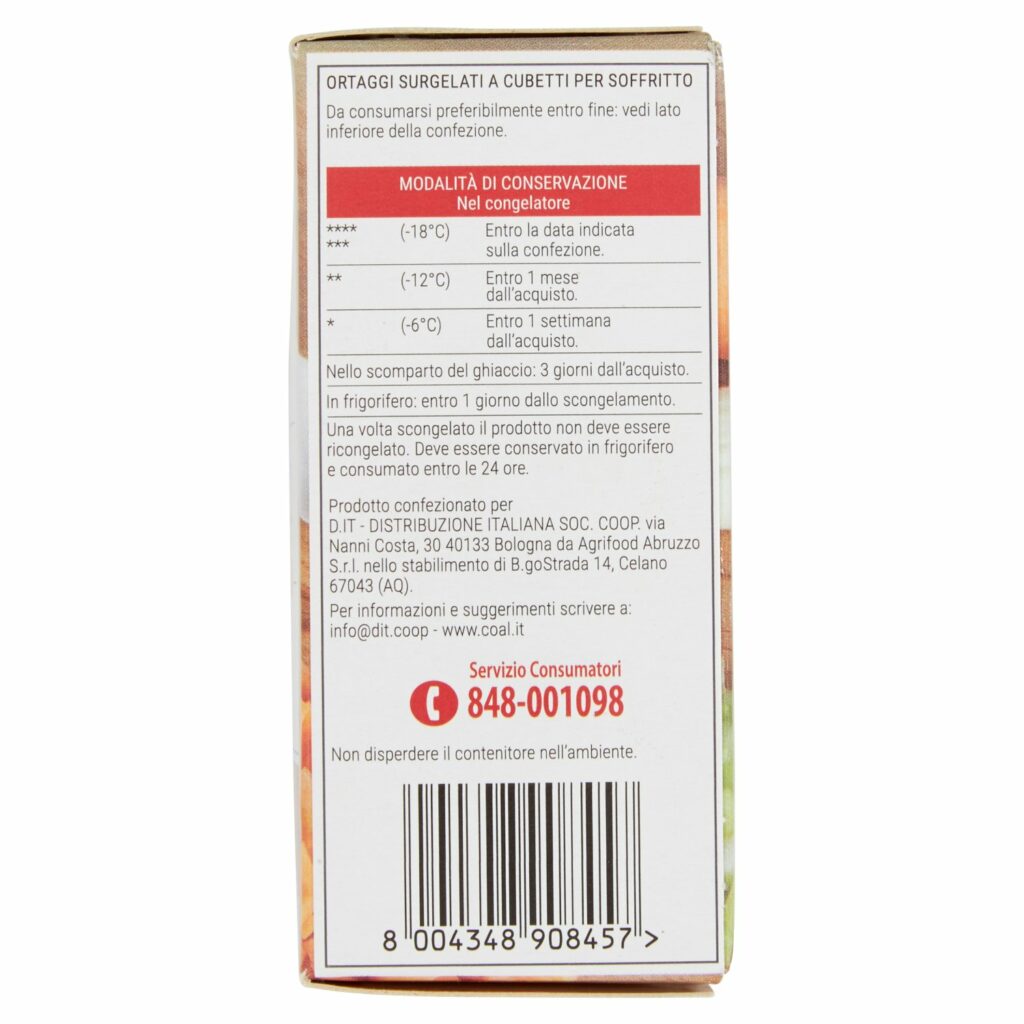 ORTAGGI SURGELATI A CUBETTI PER SOFFRITTO
Da consumarsi preferibilmente entro fine: vedi lato
inferiore della confezione.
MODALITÀ DI CONSERVAZIONE
Nel congelatore
**** (-18°C) Entro la data indicata
*** sulla confezione.
** (-12°C) Entro 1 mese
dall'acquisto.
* (-6°C) Entro 1 settimana
dall'acquisto.
Nello scomparto del ghiaccio: 3 giorni dall'acquisto.
In frigorifero: entro 1 giorno dallo scongelamento.
Una volta scongelato il prodotto non deve essere
ricongelato. Deve essere conservato in frigorifero
e consumato entro le 24 ore.
Prodotto confezionato per
D.IT - DISTRIBUZIONE ITALIANA SOC. COOP. via
Nanni Costa, 30 40133 Bologna da Agrifood Abruzzo
S.r.l. nello stabilimento di B.goStrada 14, Celano
67043 (AQ).
Per informazioni e suggerimenti scrivere a:
info@dit.coop - www.coal.it
Servizio Consumatori
848-001098
Non disperdere il contenitore nell'ambiente.
8 004348 908457 >